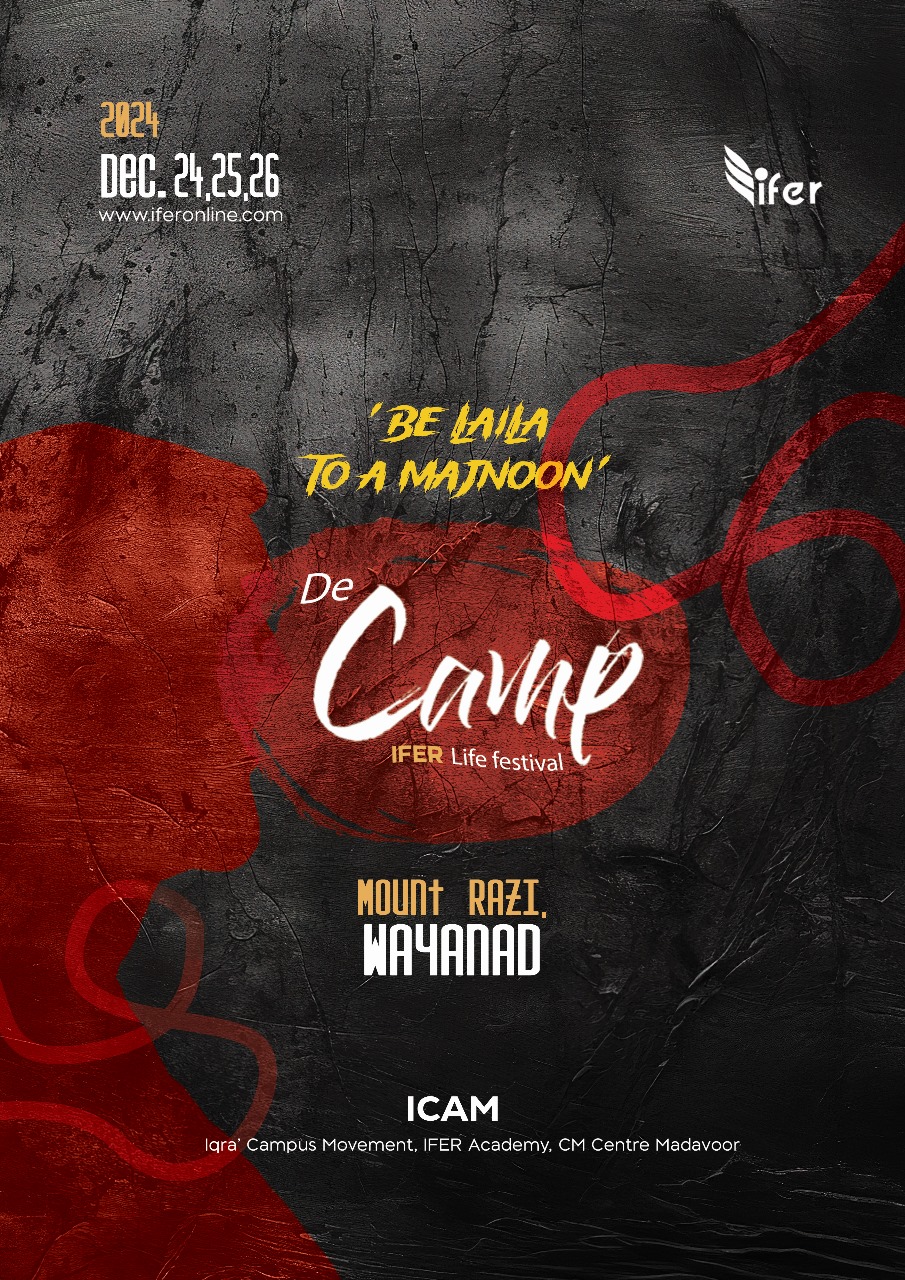 2024
Dec. 24,25,26
www.iferonline.com
ifer
‘BE LAILA
TO A MAJNOON’
De
Camp
IFER Life festival
MOUNT RAZI,
WAYANAD
ICAM
Iqra’ Campus Movement, IFER Academy, CM Centre Madavoor